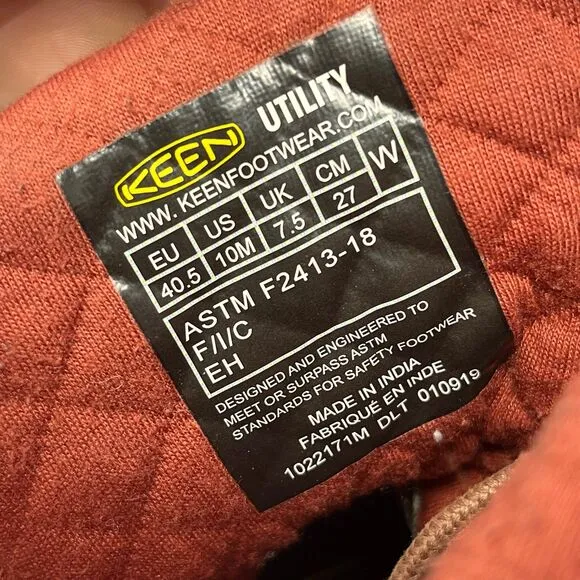 KEEN UTILITY
WWW.KEENFOOTWEAR.COM
EU US UK CM W
40.5 10M 7.5 27
ASTM F2413-18
F/I/C
EH
DESIGNED AND ENGINEERED TO
MEET OR SURPASS ASTM
STANDARDS FOR SAFETY FOOTWEAR
MADE IN INDIA
FABRIQUÉ EN INDE
1022171M DLT 010919